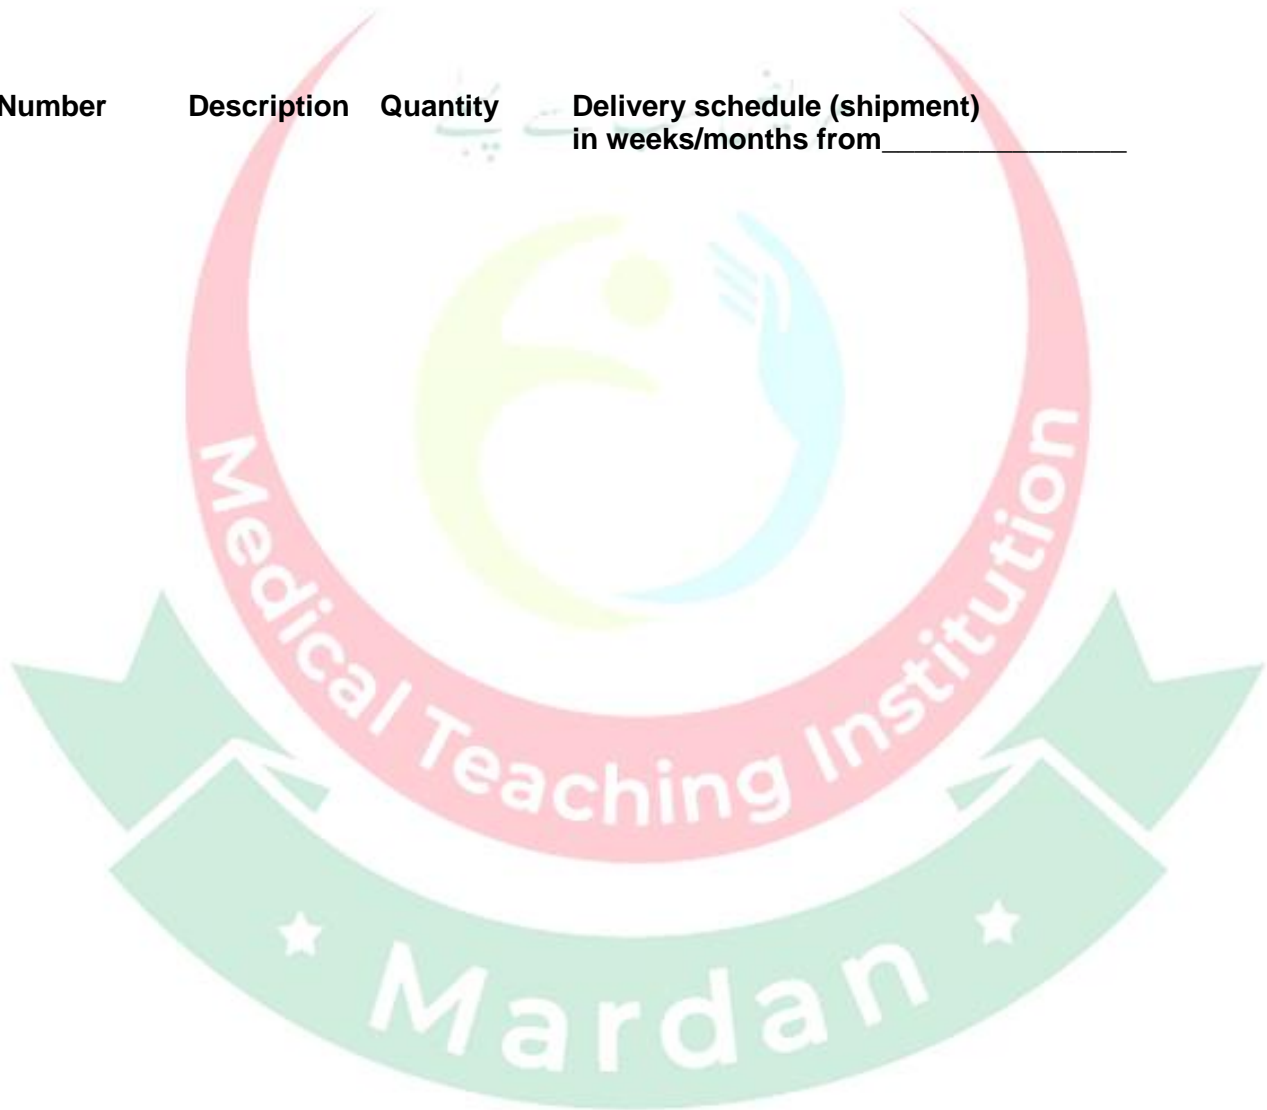 Number Description Quantity Delivery schedule (shipment)
in weeks/months from_______________
Medical Teaching Institution
Mardan